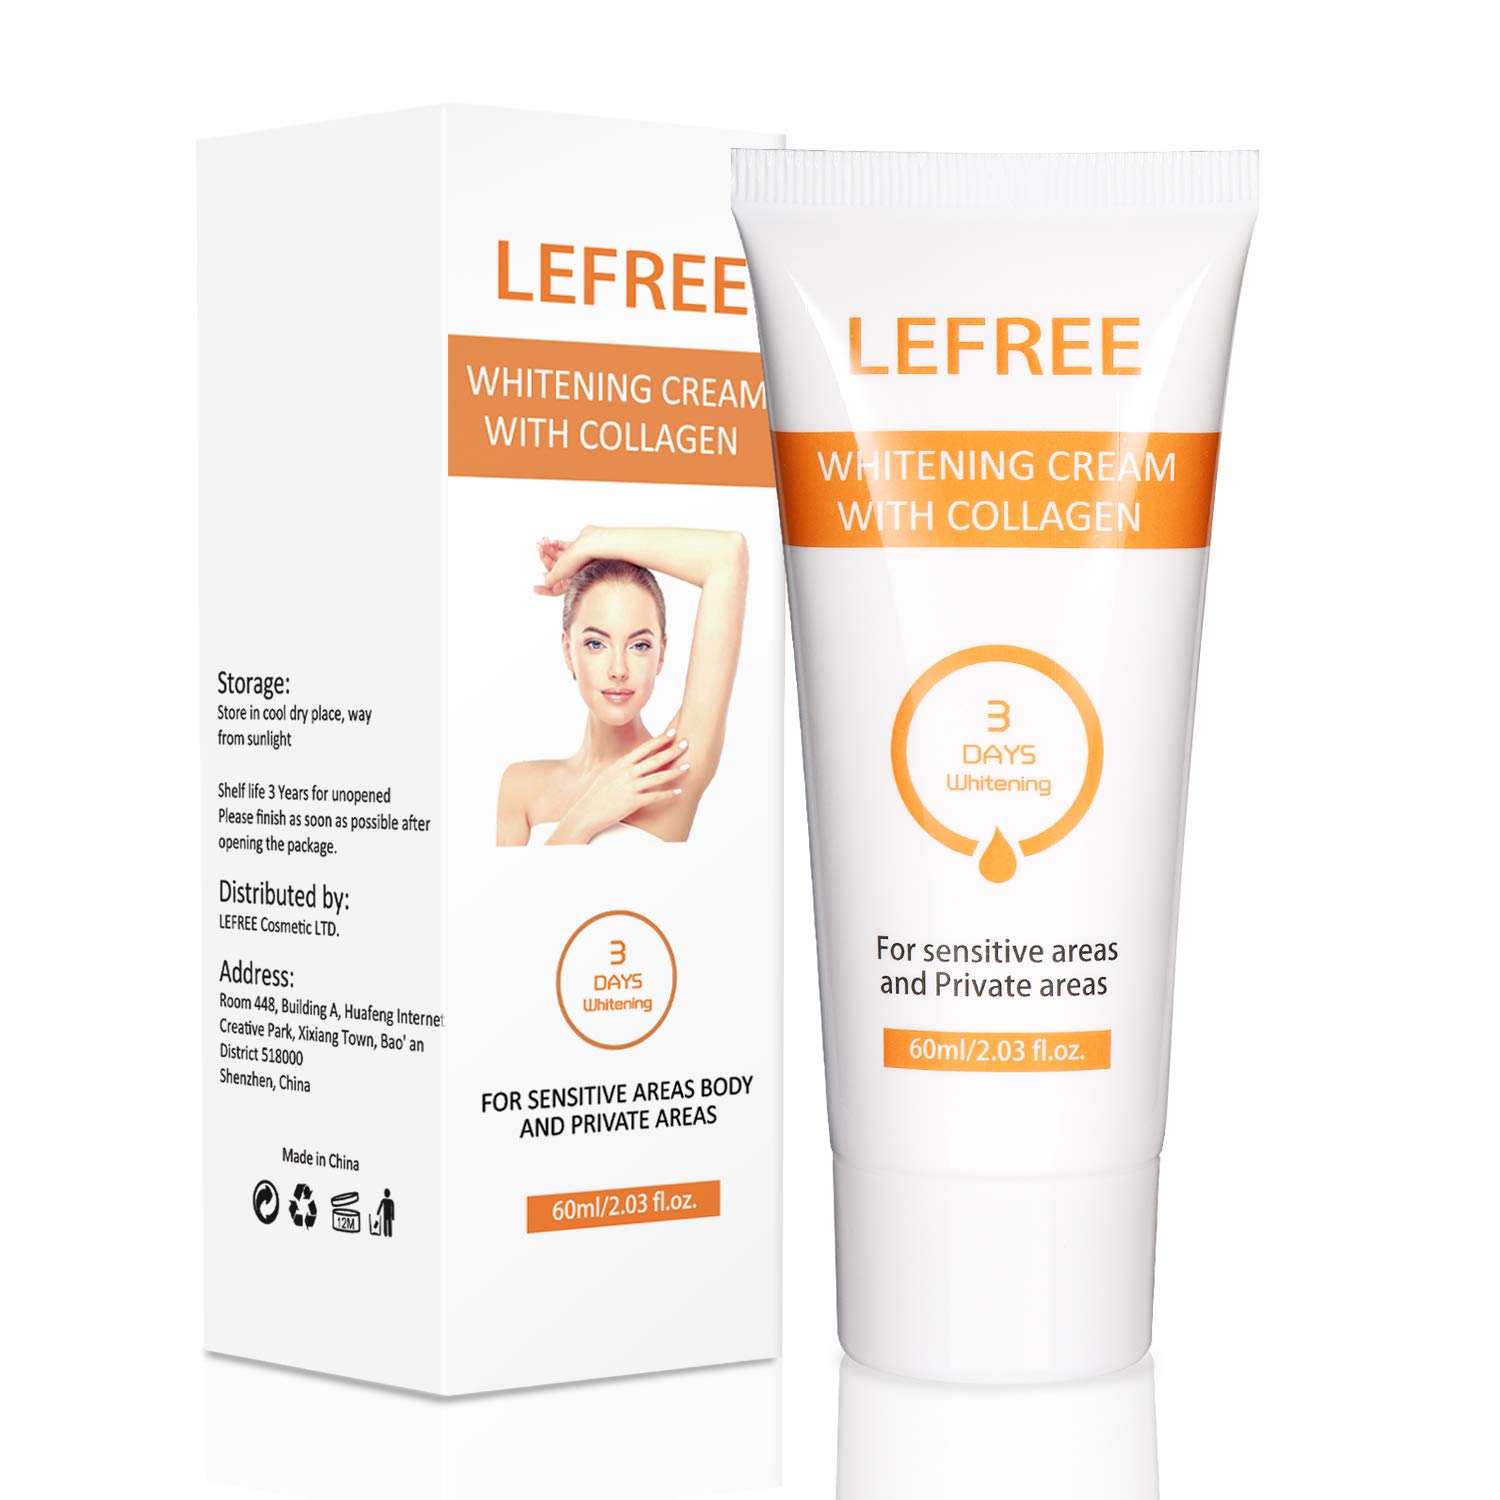 Storage:
Store in cool dry place, way
from sunlight
Shelf life 3 Years for unopened
Please finish as soon as possible after
opening the package.
Distributed by:
LEFREE Cosmetic LTD.
Address:
Room 448, Building A, Huafeng Internet
Creative Park, Xixiang Town, Bao' an
District 518000
Shenzhen, China
Made in China
12M
LEFREE
WHITENING CREAM
WITH COLLAGEN
3
DAYS
Whitening
FOR SENSITIVE AREAS BODY
AND PRIVATE AREAS
60ml/2.03 fl.oz.
LEFREE
WHITENING CREAM
WITH COLLAGEN
3
DAYS
Whitening
For sensitive areas
and Private areas
60ml/2.03 fl.oz.